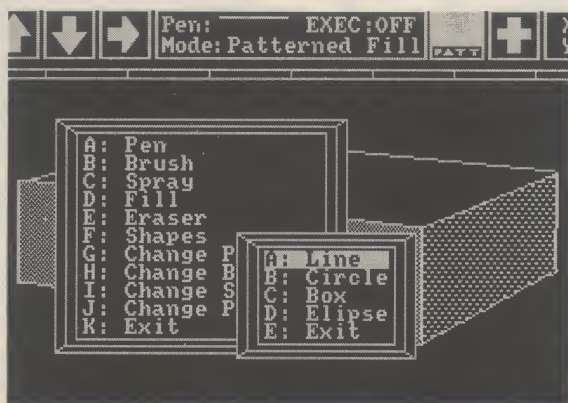 Pen: EXEC:OFF
Mode: Patterned Fill
PATT
A: Pen
B: Brush
C: Spray
D: Fill
E: Eraser
F: Shapes
G: Change P
H: Change B
I: Change S
J: Change P
K: Exit
A: Line
B: Circle
C: Box
D: Elipse
E: Exit